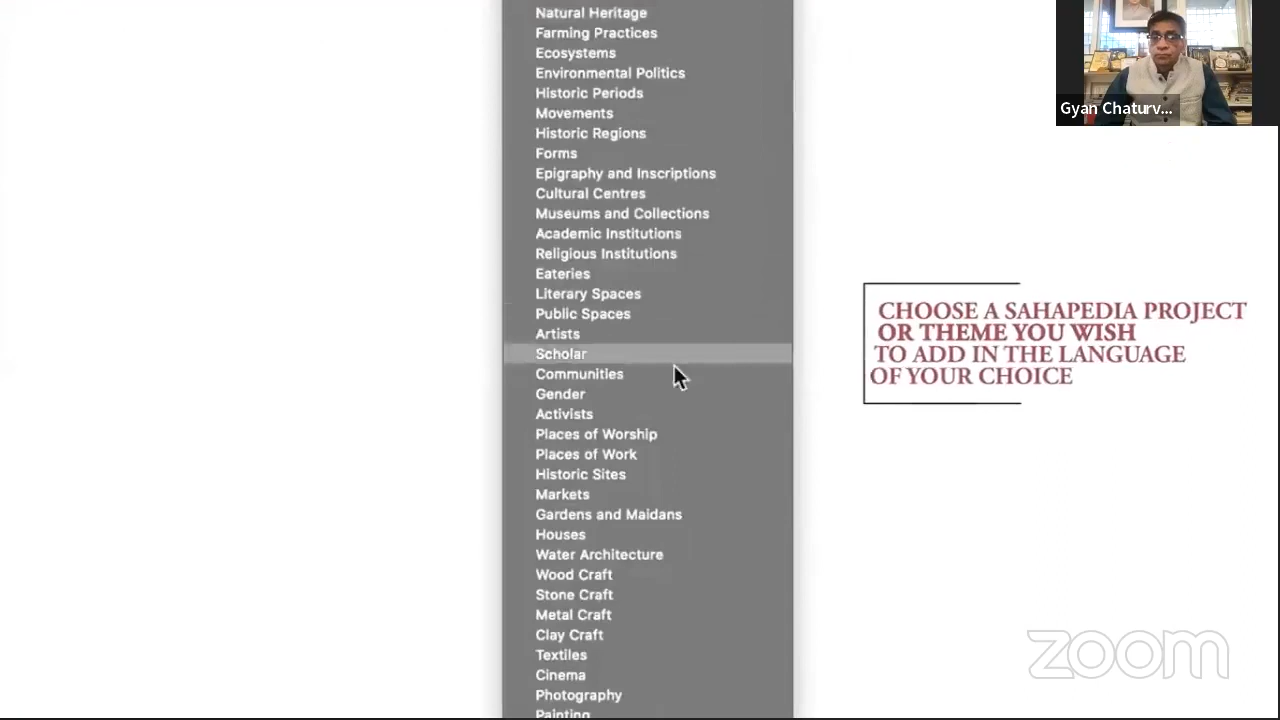 Natural Heritage
Farming Practices
Ecosystems
Environmental Politics
Historic Periods
Movements
Historic Regions
Forms
Epigraphy and Inscriptions
Cultural Centres
Museums and Collections
Academic Institutions
Religious Institutions
Eateries
Literary Spaces
Public Spaces
Artists
Scholar
Communities
Gender
Activists
Places of Worship
Places of Work
Historic Sites
Markets
Gardens and Maidans
Houses
Water Architecture
Wood Craft
Stone Craft
Metal Craft
Clay Craft
Textiles
Cinema
Photography
Painting
Gyan Chaturv...
CHOOSE A SAHAPEDIA PROJECT
OR THEME YOU WISH
TO ADD IN THE LANGUAGE
OF YOUR CHOICE
zoom